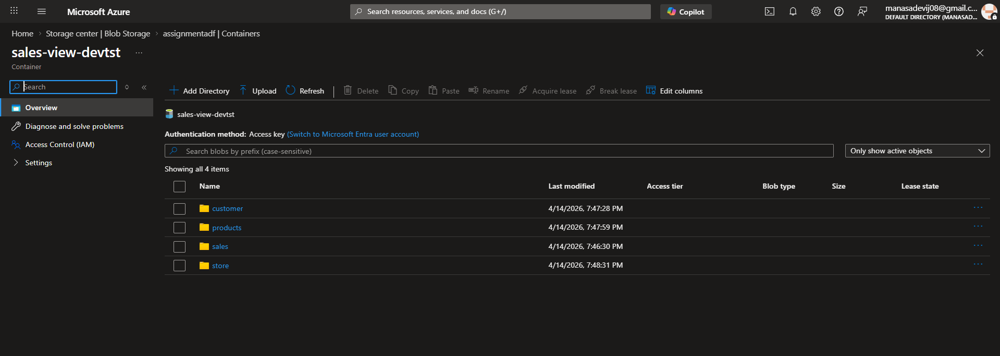 Microsoft Azure
Search resources, services, and docs (G+/)
Copilot
manasadevij08@gmail.c...
DEFAULT DIRECTORY (MANASAD...
Home > Storage center | Blob Storage > assignmentadf | Containers
sales-view-devtst ...
Container
Search
Add Directory Upload Refresh Delete Copy Paste Rename Acquire lease Break lease Edit columns
Overview
Diagnose and solve problems
Access Control (IAM)
Settings
sales-view-devtst
Authentication method: Access key (Switch to Microsoft Entra user account)
Search blobs by prefix (case-sensitive)
Only show active objects
Showing all 4 items
Name Last modified Access tier Blob type Size Lease state
customer 4/14/2026, 7:47:28 PM ...
products 4/14/2026, 7:47:59 PM ...
sales 4/14/2026, 7:46:30 PM ...
store 4/14/2026, 7:48:31 PM ...